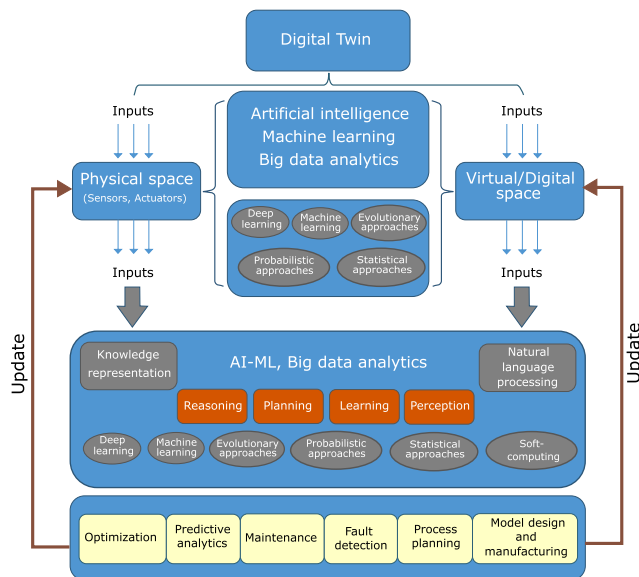 Digital Twin
Inputs
Artificial intelligence
Machine learning
Big data analytics
Inputs
Physical space
(Sensors, Actuators)
Virtual/Digital
space
Deep
learning
Machine
learning
Evolutionary
approaches
Probabilistic
approaches
Statistical
approaches
Inputs
Inputs
Update
Update
Knowledge
representation
AI-ML, Big data analytics
Natural
language
processing
Reasoning
Planning
Learning
Perception
Deep
learning
Machine
learning
Evolutionary
approaches
Probabilistic
approaches
Statistical
approaches
Soft-
computing
Optimization
Predictive
analytics
Maintenance
Fault
detection
Process
planning
Model design
and
manufacturing